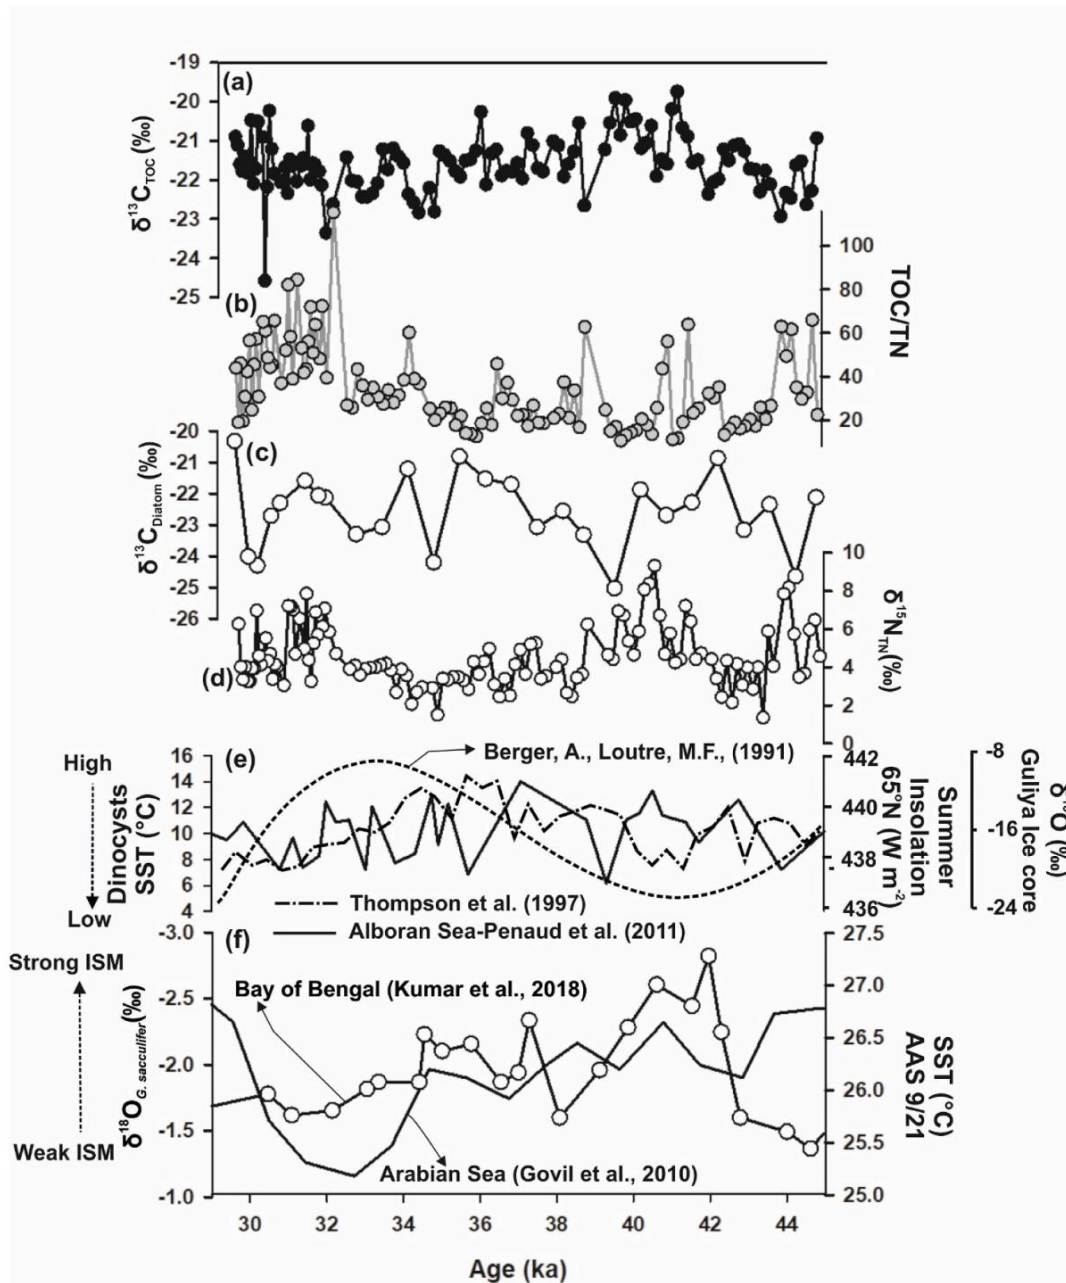 (a)
-19
-20
-21
-22
-23
-24
-25
δ¹³C_TOC (‰)
(b)
100
80
60
40
20
TOC/TN
(c)
-20
-21
-22
-23
-24
-25
-26
δ¹³C_Diatom (‰)
(d)
10
8
6
4
2
0
δ¹⁵N_TN(‰)
(e)
High
Low
Dinocysts
SST (°C)
16
14
12
10
8
6
4
Berger, A., Loutre, M.F., (1991)
Thompson et al. (1997)
Alboran Sea-Penaud et al. (2011)
442
440
438
436
Summer
Insolation
65°N (W m⁻²)
-8
-16
-24
δ¹⁸O (‰)
Guliya Ice core
(f)
Strong ISM
Weak ISM
δ¹⁸O_G. sacculifer(‰)
-3.0
-2.5
-2.0
-1.5
-1.0
Bay of Bengal (Kumar et al., 2018)
Arabian Sea (Govil et al., 2010)
27.5
27.0
26.5
26.0
25.5
25.0
SST (°C)
AAS 9/21
30 32 34 36 38 40 42 44
Age (ka)